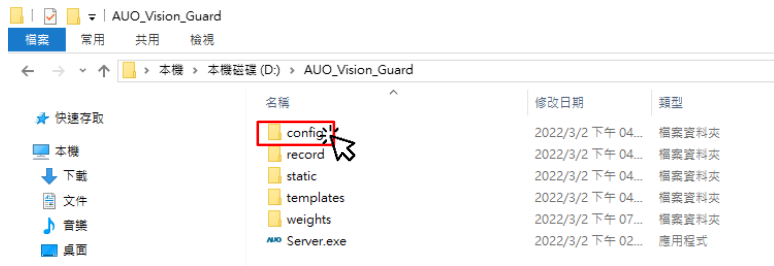 AUO_Vision_Guard
檔案 常用 共用 檢視
本機 › 本機磁碟 (D:) › AUO_Vision_Guard
名稱 修改日期 類型
快速存取
本機
下載
文件
音樂
桌面
config 2022/3/2 下午 04... 檔案資料夾
record 2022/3/2 下午 04... 檔案資料夾
static 2022/3/2 下午 04... 檔案資料夾
templates 2022/3/2 下午 04... 檔案資料夾
weights 2022/3/2 下午 07... 檔案資料夾
AUO Server.exe 2022/3/2 下午 02... 應用程式